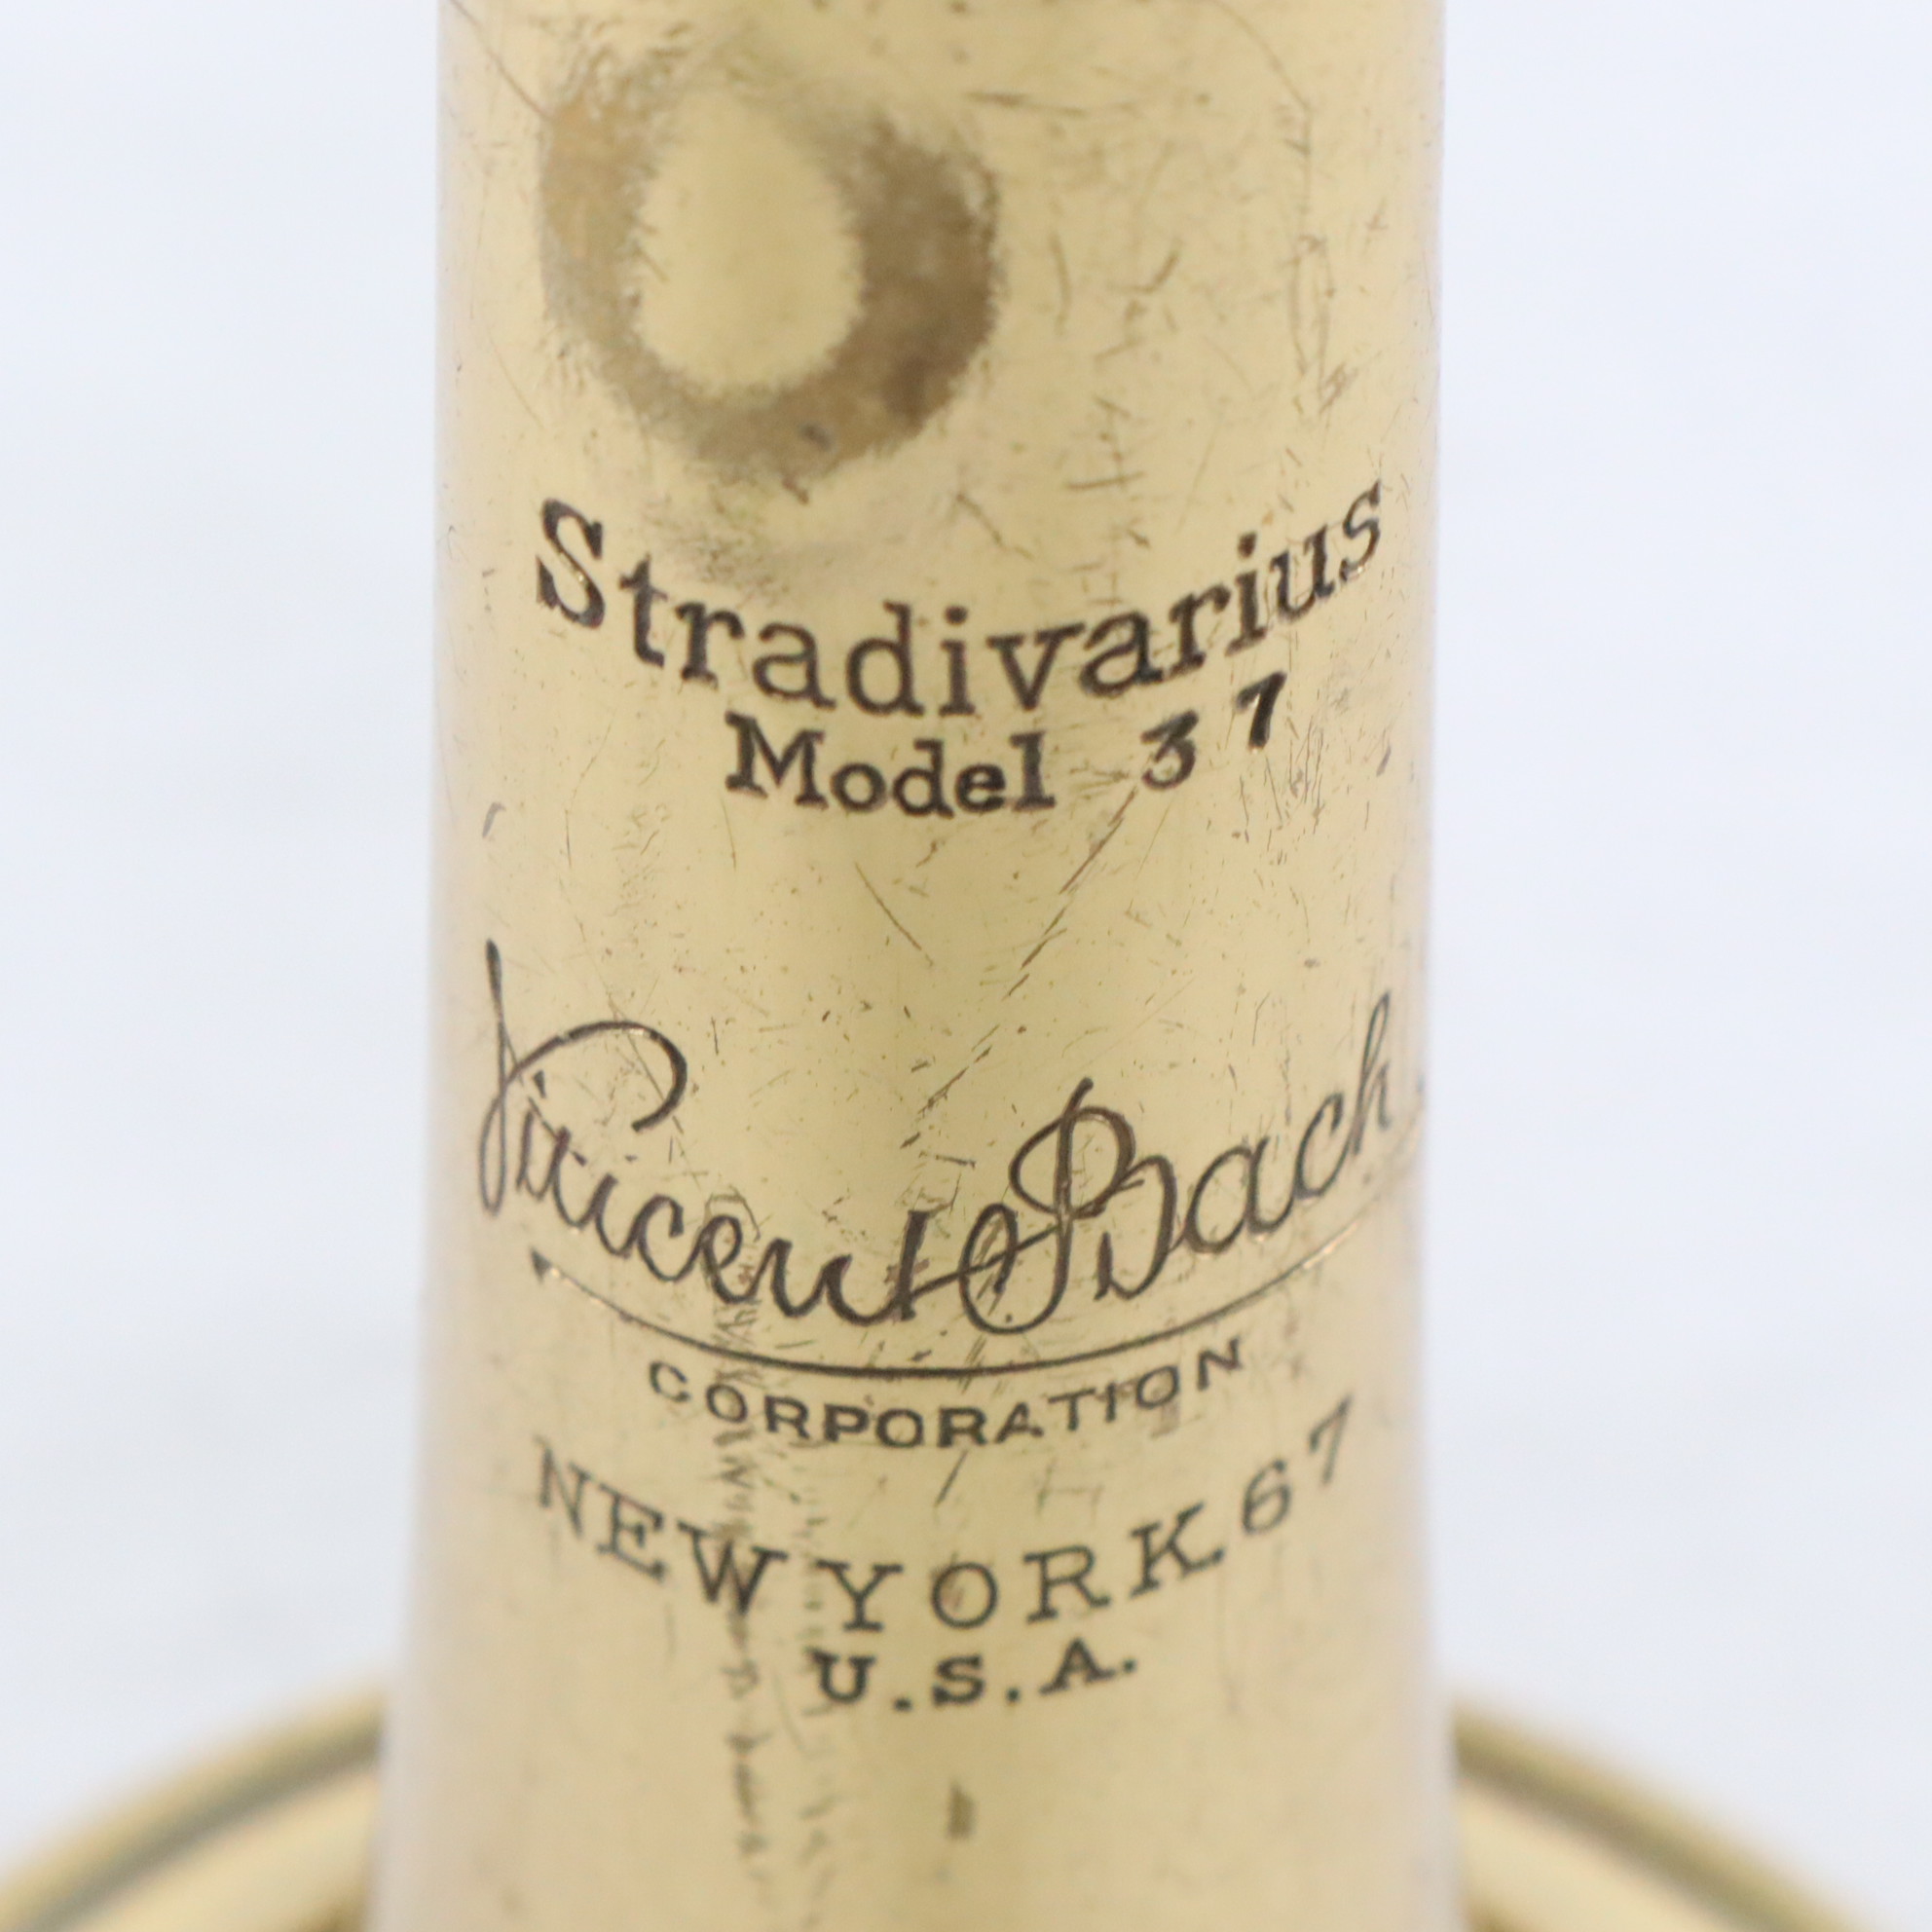 Stradivarius
Model 37
Vincent Bach
CORPORATION
NEW YORK. 67
U.S.A.